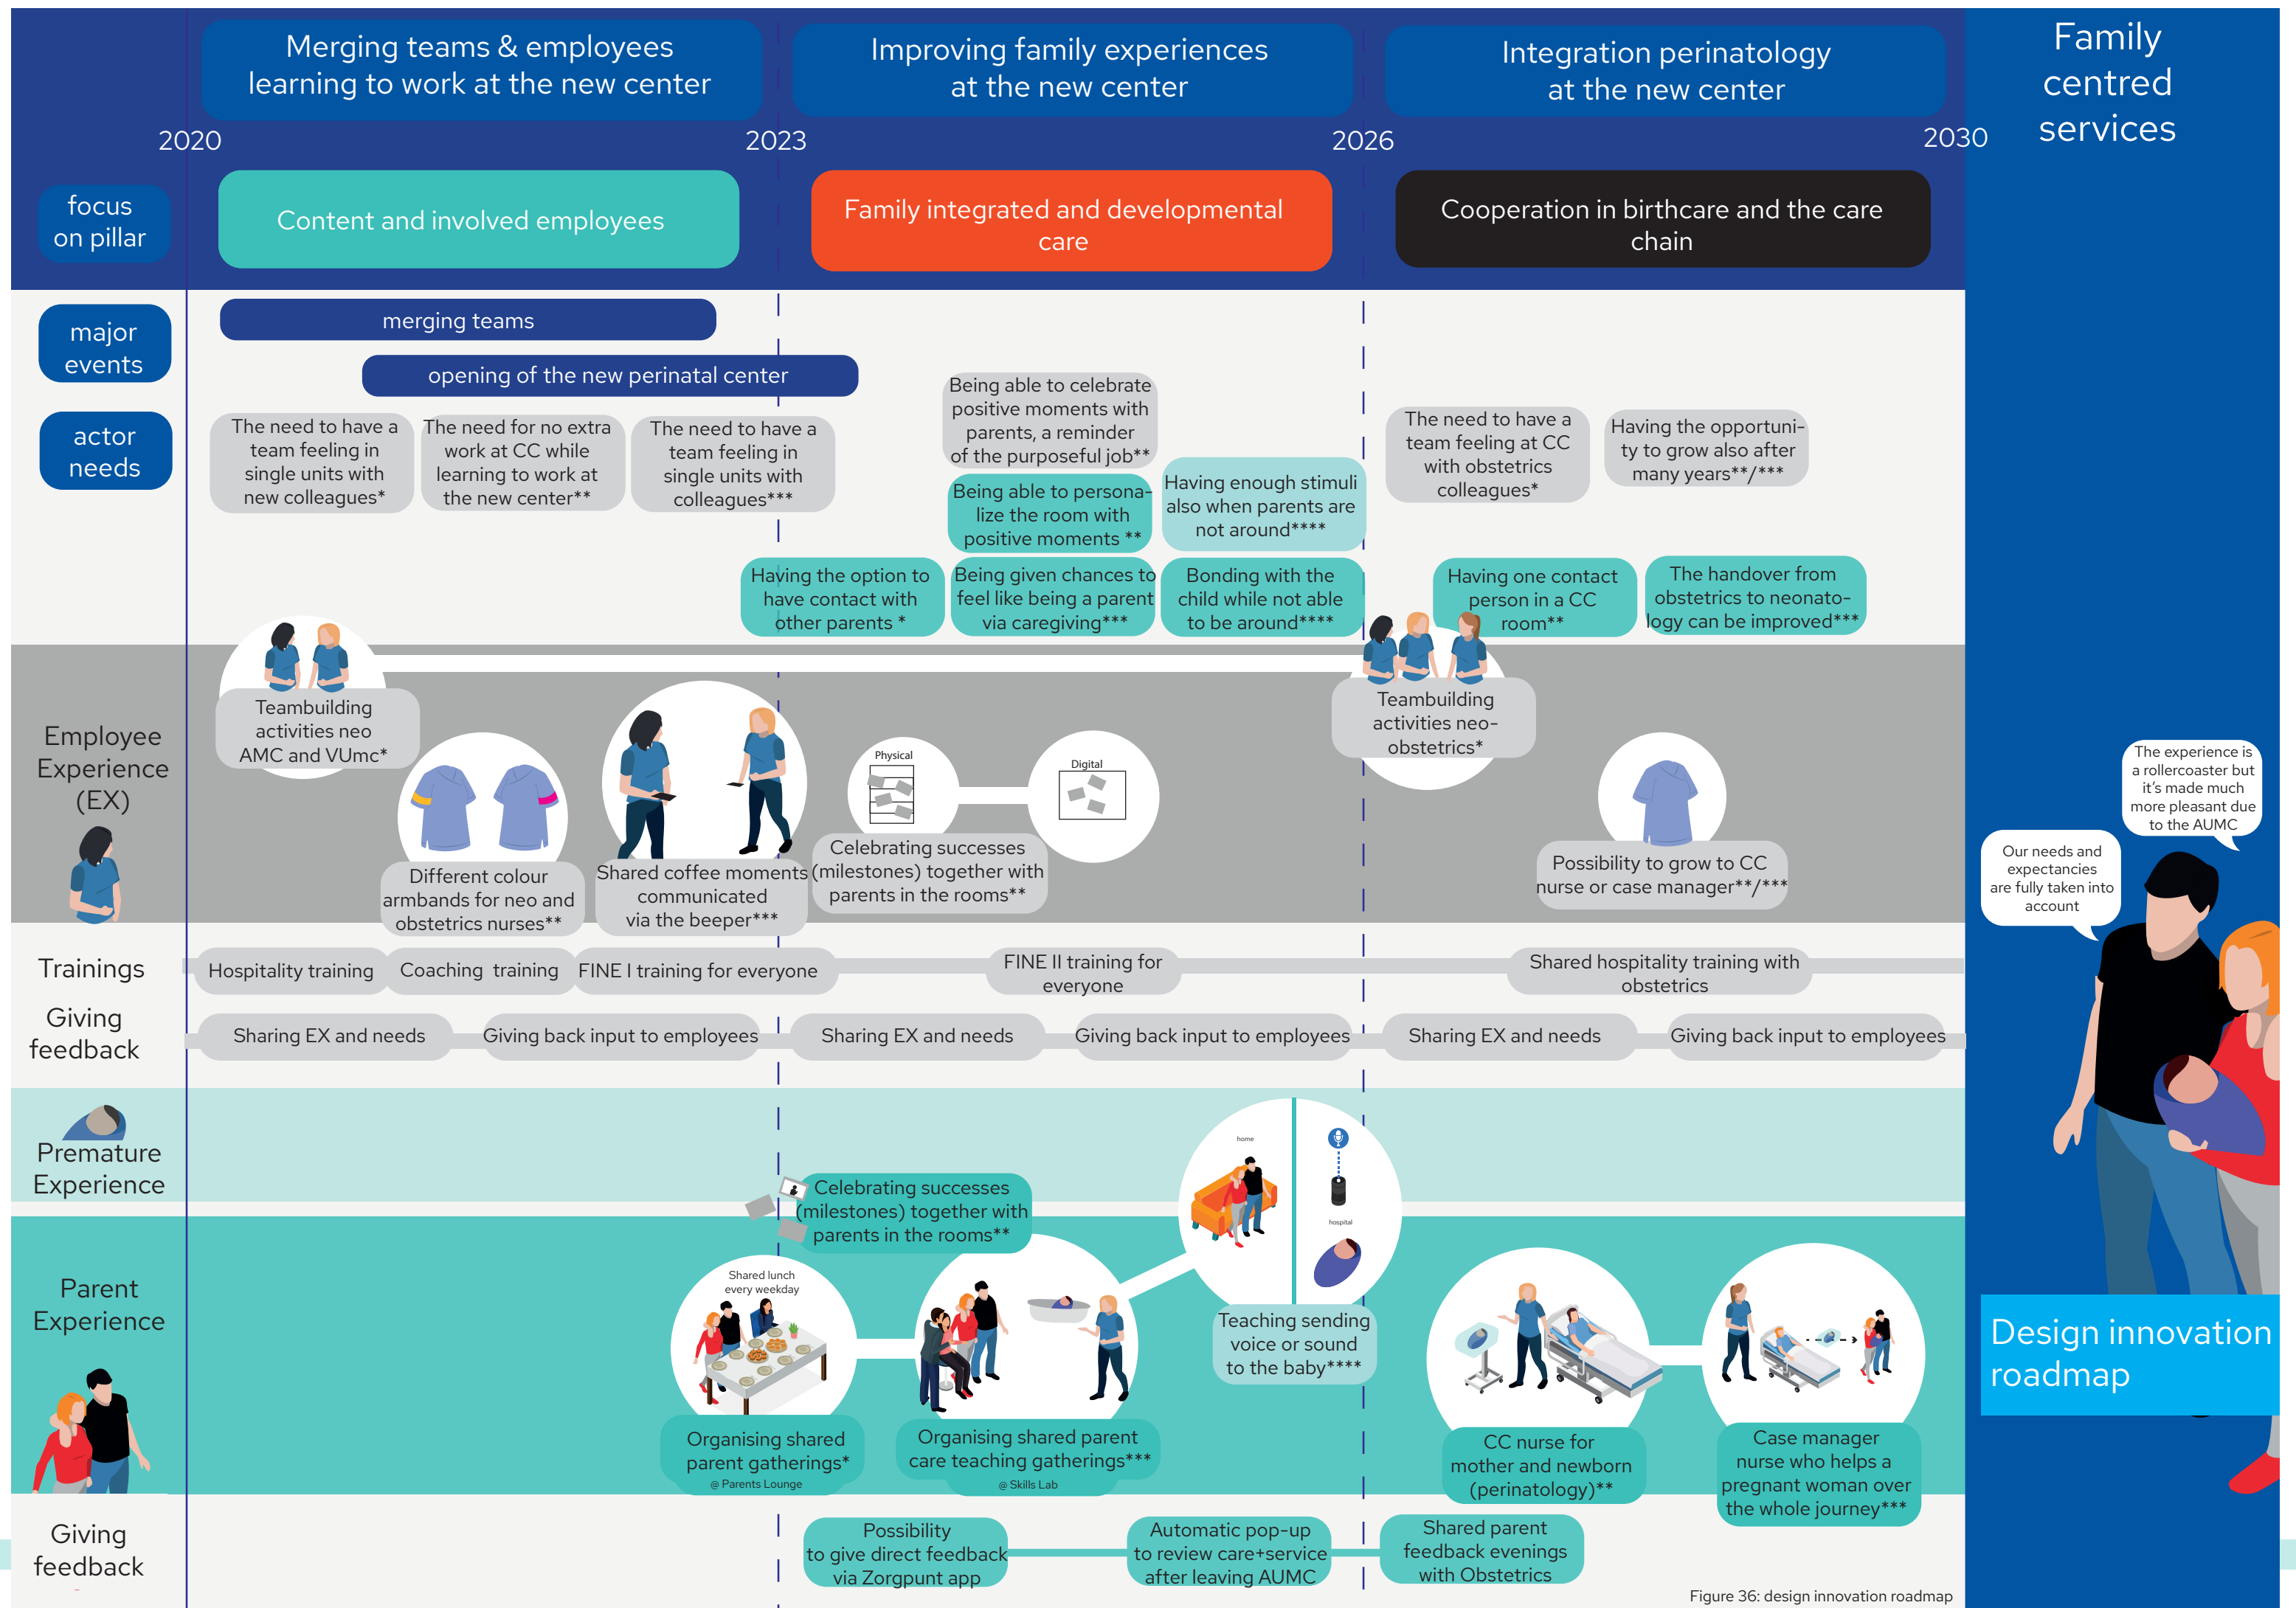 Merging teams & employees
learning to work at the new center
Improving family experiences
at the new center
Integration perinatology
at the new center
Family
centred
services
2020
2023
2026
2030
focus
on pillar
Content and involved employees
Family integrated and developmental
care
Cooperation in birthcare and the care
chain
major
events
merging teams
opening of the new perinatal center
actor
needs
The need to have a
team feeling in
single units with
new colleagues*
The need for no extra
work at CC while
learning to work at
the new center**
The need to have a
team feeling in
single units with
colleagues***
Being able to celebrate
positive moments with
parents, a reminder
of the purposeful job**
Being able to persona-
lize the room with
positive moments **
Having enough stimuli
also when parents are
not around****
The need to have a
team feeling at CC
with obstetrics
colleagues*
Having the opportuni-
ty to grow also after
many years**/***
Having the option to
have contact with
other parents *
Being given chances to
feel like being a parent
via caregiving***
Bonding with the
child while not able
to be around****
Having one contact
person in a CC
room**
The handover from
obstetrics to neonato-
logy can be improved***
Employee
Experience
(EX)
Teambuilding
activities neo
AMC and VUmc*
Different colour
armbands for neo and
obstetrics nurses**
Shared coffee moments
communicated
via the beeper***
Physical
Digital
Celebrating successes
(milestones) together with
parents in the rooms**
Teambuilding
activities neo-
obstetrics*
Possibility to grow to CC
nurse or case manager**/***
The experience is
a rollercoaster but
it's made much
more pleasant due
to the AUMC
Our needs and
expectancies
are fully taken into
account
Trainings
Hospitality training
Coaching training
FINE I training for everyone
FINE II training for
everyone
Shared hospitality training with
obstetrics
Giving
feedback
Sharing EX and needs
Giving back input to employees
Sharing EX and needs
Giving back input to employees
Sharing EX and needs
Giving back input to employees
Premature
Experience
Celebrating successes
(milestones) together with
parents in the rooms**
home
hospital
Teaching sending
voice or sound
to the baby****
Parent
Experience
Shared lunch
every weekday
Organising shared
parent gatherings*
@ Parents Lounge
Organising shared parent
care teaching gatherings***
@ Skills Lab
CC nurse for
mother and newborn
(perinatology)**
Case manager
nurse who helps a
pregnant woman over
the whole journey***
Design innovation
roadmap
Giving
feedback
Possibility
to give direct feedback
via Zorgpunt app
Automatic pop-up
to review care+service
after leaving AUMC
Shared parent
feedback evenings
with Obstetrics
Figure 36: design innovation roadmap